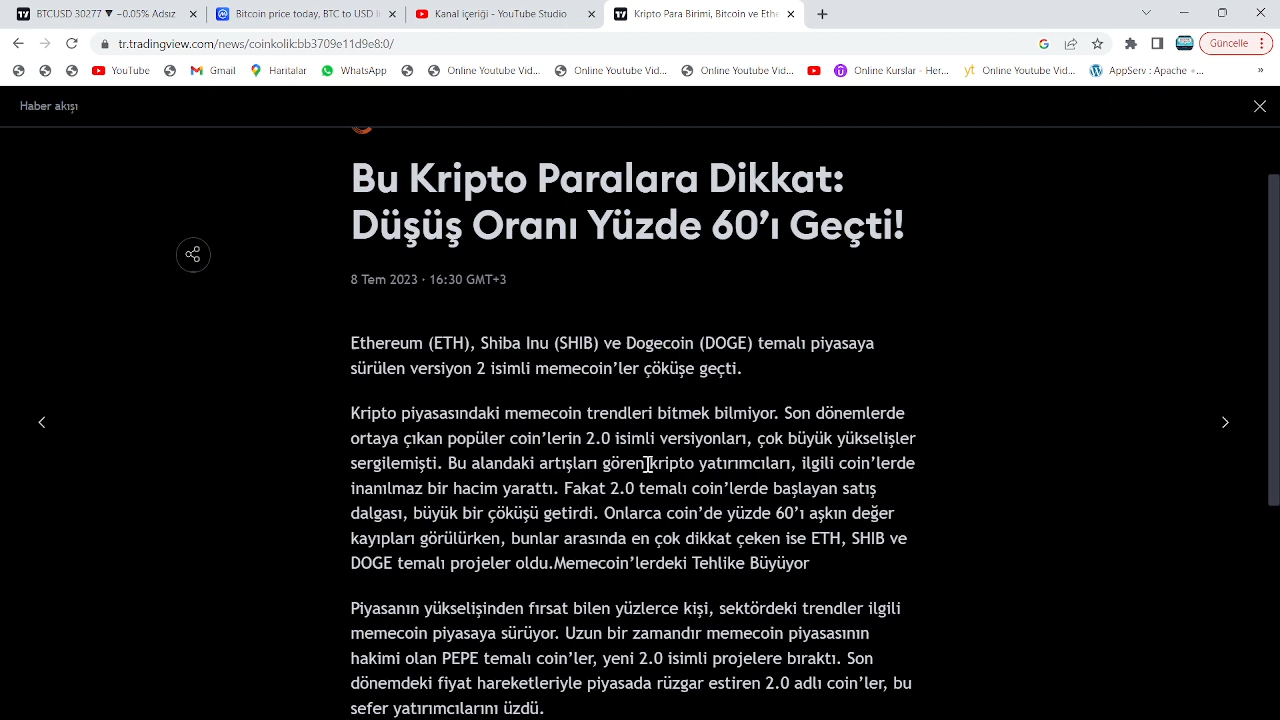 BTCUSD 30277 ▼ −0.05% Adsız
Bitcoin price today, BTC to USD li
Kanal içeriği - YouTube Studio
Kripto Para Birimi, Bitcoin ve Ethe
tr.tradingview.com/news/coinkolik:bb3709e11d9e8:0/
Güncelle
YouTube
Gmail
Haritalar
WhatsApp
Online Youtube Vid...
Online Youtube Vid...
Online Youtube Vid...
Online Kurslar - Her...
Online Youtube Vid...
AppServ : Apache +...
»
Haber akışı
Bu Kripto Paralara Dikkat:
Düşüş Oranı Yüzde 60’ı Geçti!
8 Tem 2023 · 16:30 GMT+3
Ethereum (ETH), Shiba Inu (SHIB) ve Dogecoin (DOGE) temalı piyasaya
sürülen versiyon 2 isimli memecoin’ler çöküşe geçti.
Kripto piyasasındaki memecoin trendleri bitmek bilmiyor. Son dönemlerde
ortaya çıkan popüler coin’lerin 2.0 isimli versiyonları, çok büyük yükselişler
sergilemişti. Bu alandaki artışları gören kripto yatırımcıları, ilgili coin’lerde
inanılmaz bir hacim yarattı. Fakat 2.0 temalı coin’lerde başlayan satış
dalgası, büyük bir çöküşü getirdi. Onlarca coin’de yüzde 60’ı aşkın değer
kayıpları görülürken, bunlar arasında en çok dikkat çeken ise ETH, SHIB ve
DOGE temalı projeler oldu.Memecoin’lerdeki Tehlike Büyüyor
Piyasanın yükselişinden fırsat bilen yüzlerce kişi, sektördeki trendler ilgili
memecoin piyasaya sürüyor. Uzun bir zamandır memecoin piyasasının
hakimi olan PEPE temalı coin’ler, yeni 2.0 isimli projelere bıraktı. Son
dönemdeki fiyat hareketleriyle piyasada rüzgar estiren 2.0 adlı coin’ler, bu
sefer yatırımcılarını üzdü.